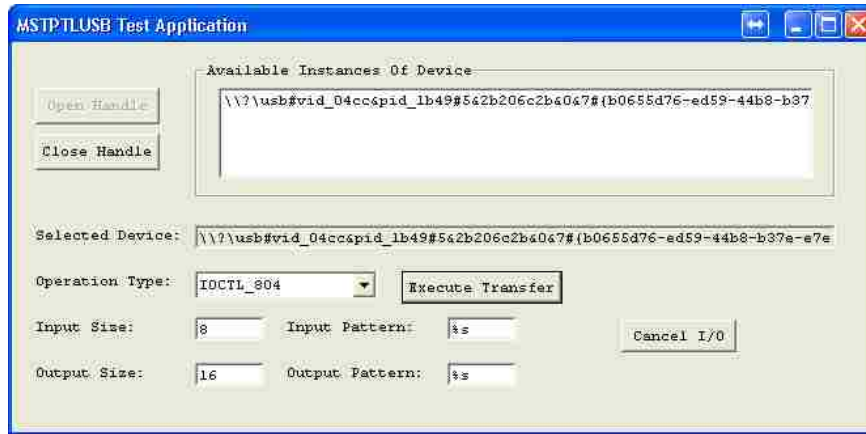 MSTPTLUSB Test Application
Available Instances Of Device
Open Handle
\\?\usb#vid_04cc&pid_1b49#5&2b206c2b&0&7#{b0655d76-ed59-44b8-b37
Close Handle
Selected Device: \\?\usb#vid_04cc&pid_1b49#5&2b206c2b&0&7#{b0655d76-ed59-44b8-b37e-e7e
Operation Type: IOCTL_804 Execute Transfer
Input Size: 8 Input Pattern: %s Cancel I/O
Output Size: 16 Output Pattern: %s